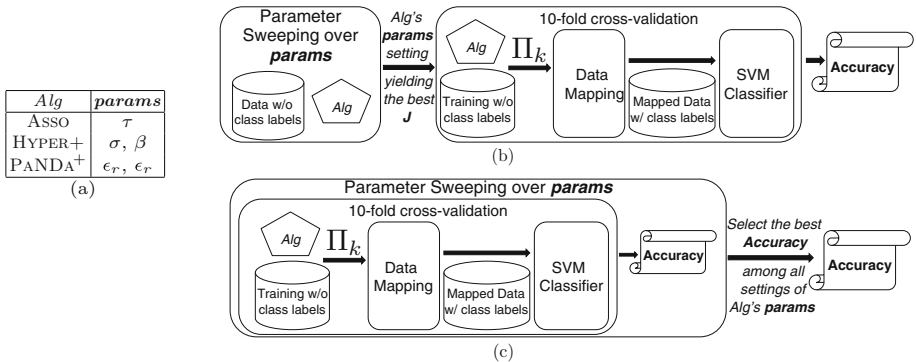 Alg params
ASSO τ
HYPER+ σ, β
PANDA+ ϵr, ϵr
(a)
Parameter
Sweeping over
params
Data w/o
class labels
Alg
Alg's
params
setting
yielding
the best
J
10-fold cross-validation
Alg
Training w/o
class labels
Πk
Data
Mapping
Mapped Data
w/ class labels
SVM
Classifier
Accuracy
(b)
Parameter Sweeping over params
10-fold cross-validation
Alg
Training w/o
class labels
Πk
Data
Mapping
Mapped Data
w/ class labels
SVM
Classifier
Accuracy
Select the best
Accuracy
among all
settings of
Alg's params
Accuracy
(c)